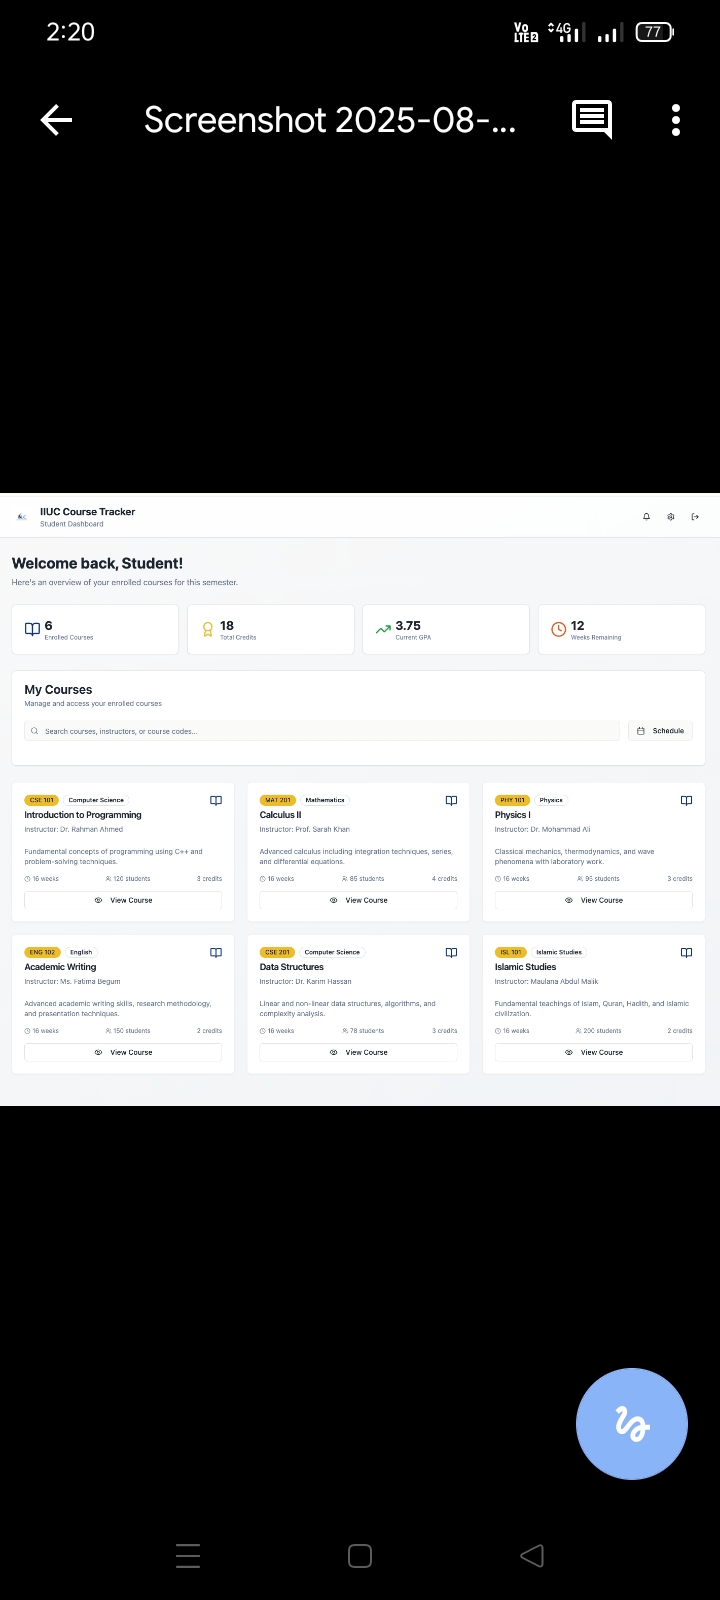 2:20
Vo LTE2 4G 77
Screenshot 2025-08-...
IIUC Course Tracker
Student Dashboard
Welcome back, Student!
Here's an overview of your enrolled courses for this semester.
6
Enrolled Courses
18
Total Credits
3.75
Current GPA
12
Weeks Remaining
My Courses
Manage and access your enrolled courses
Search courses, instructors, or course codes...
Schedule
CSE 101 Computer Science
Introduction to Programming
Instructor: Dr. Rahman Ahmed
Fundamental concepts of programming using C++ and
problem-solving techniques.
16 weeks 120 students 3 credits
View Course
MAT 201 Mathematics
Calculus II
Instructor: Prof. Sarah Khan
Advanced calculus including integration techniques, series,
and differential equations.
16 weeks 85 students 4 credits
View Course
PHY 101 Physics
Physics I
Instructor: Dr. Mohammad Ali
Classical mechanics, thermodynamics, and wave
phenomena with laboratory work.
16 weeks 95 students 3 credits
View Course
ENG 102 English
Academic Writing
Instructor: Ms. Fatima Begum
Advanced academic writing skills, research methodology,
and presentation techniques.
16 weeks 150 students 2 credits
View Course
CSE 201 Computer Science
Data Structures
Instructor: Dr. Karim Hassan
Linear and non-linear data structures, algorithms, and
complexity analysis.
16 weeks 78 students 3 credits
View Course
ISL 101 Islamic Studies
Islamic Studies
Instructor: Maulana Abdul Malik
Fundamental teachings of Islam, Quran, Hadith, and Islamic
civilization.
16 weeks 200 students 2 credits
View Course